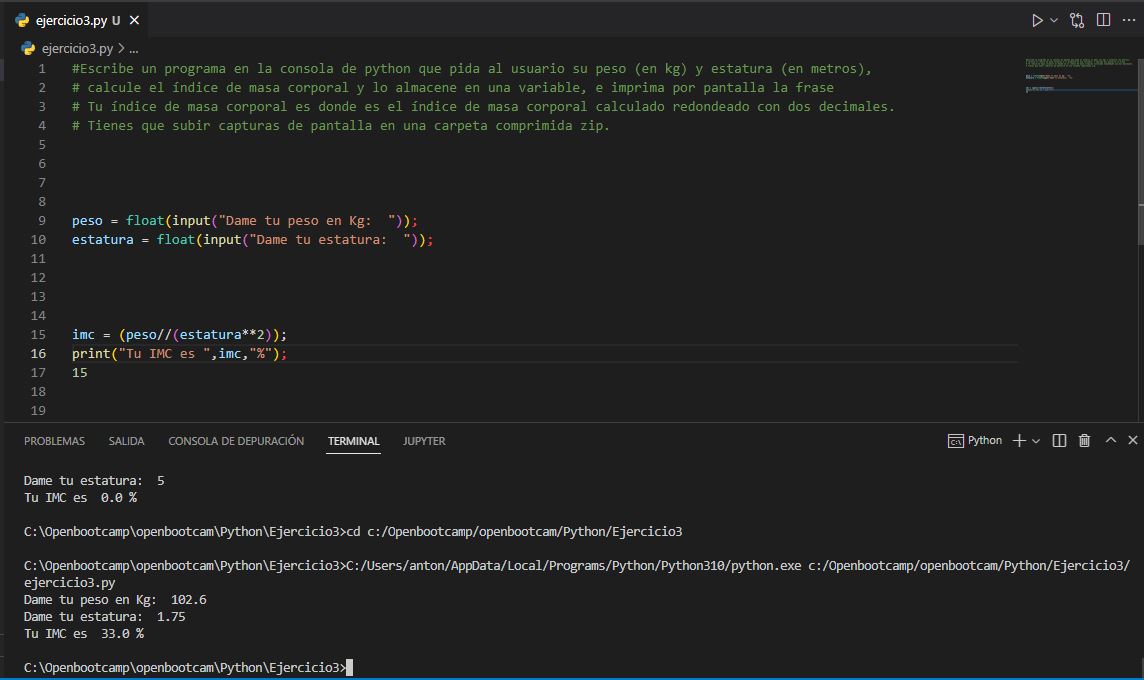 ejercicio3.py U
ejercicio3.py > ...
1 #Escribe un programa en la consola de python que pida al usuario su peso (en kg) y estatura (en metros),
2 # calcule el índice de masa corporal y lo almacene en una variable, e imprima por pantalla la frase
3 # Tu índice de masa corporal es donde es el índice de masa corporal calculado redondeado con dos decimales.
4 # Tienes que subir capturas de pantalla en una carpeta comprimida zip.
5
6
7
8
9 peso = float(input("Dame tu peso en Kg:  "));
10 estatura = float(input("Dame tu estatura:  "));
11
12
13
14
15 imc = (peso//(estatura**2));
16 print("Tu IMC es ",imc,"%");
17 15
18
19
PROBLEMAS SALIDA CONSOLA DE DEPURACIÓN TERMINAL JUPYTER Python
Dame tu estatura:  5
Tu IMC es  0.0 %
C:\Openbootcamp\openbootcam\Python\Ejercicio3>cd c:/Openbootcamp/openbootcam/Python/Ejercicio3
C:\Openbootcamp\openbootcam\Python\Ejercicio3>C:/Users/anton/AppData/Local/Programs/Python/Python310/python.exe c:/Openbootcamp/openbootcam/Python/Ejercicio3/
ejercicio3.py
Dame tu peso en Kg:  102.6
Dame tu estatura:  1.75
Tu IMC es  33.0 %
C:\Openbootcamp\openbootcam\Python\Ejercicio3>